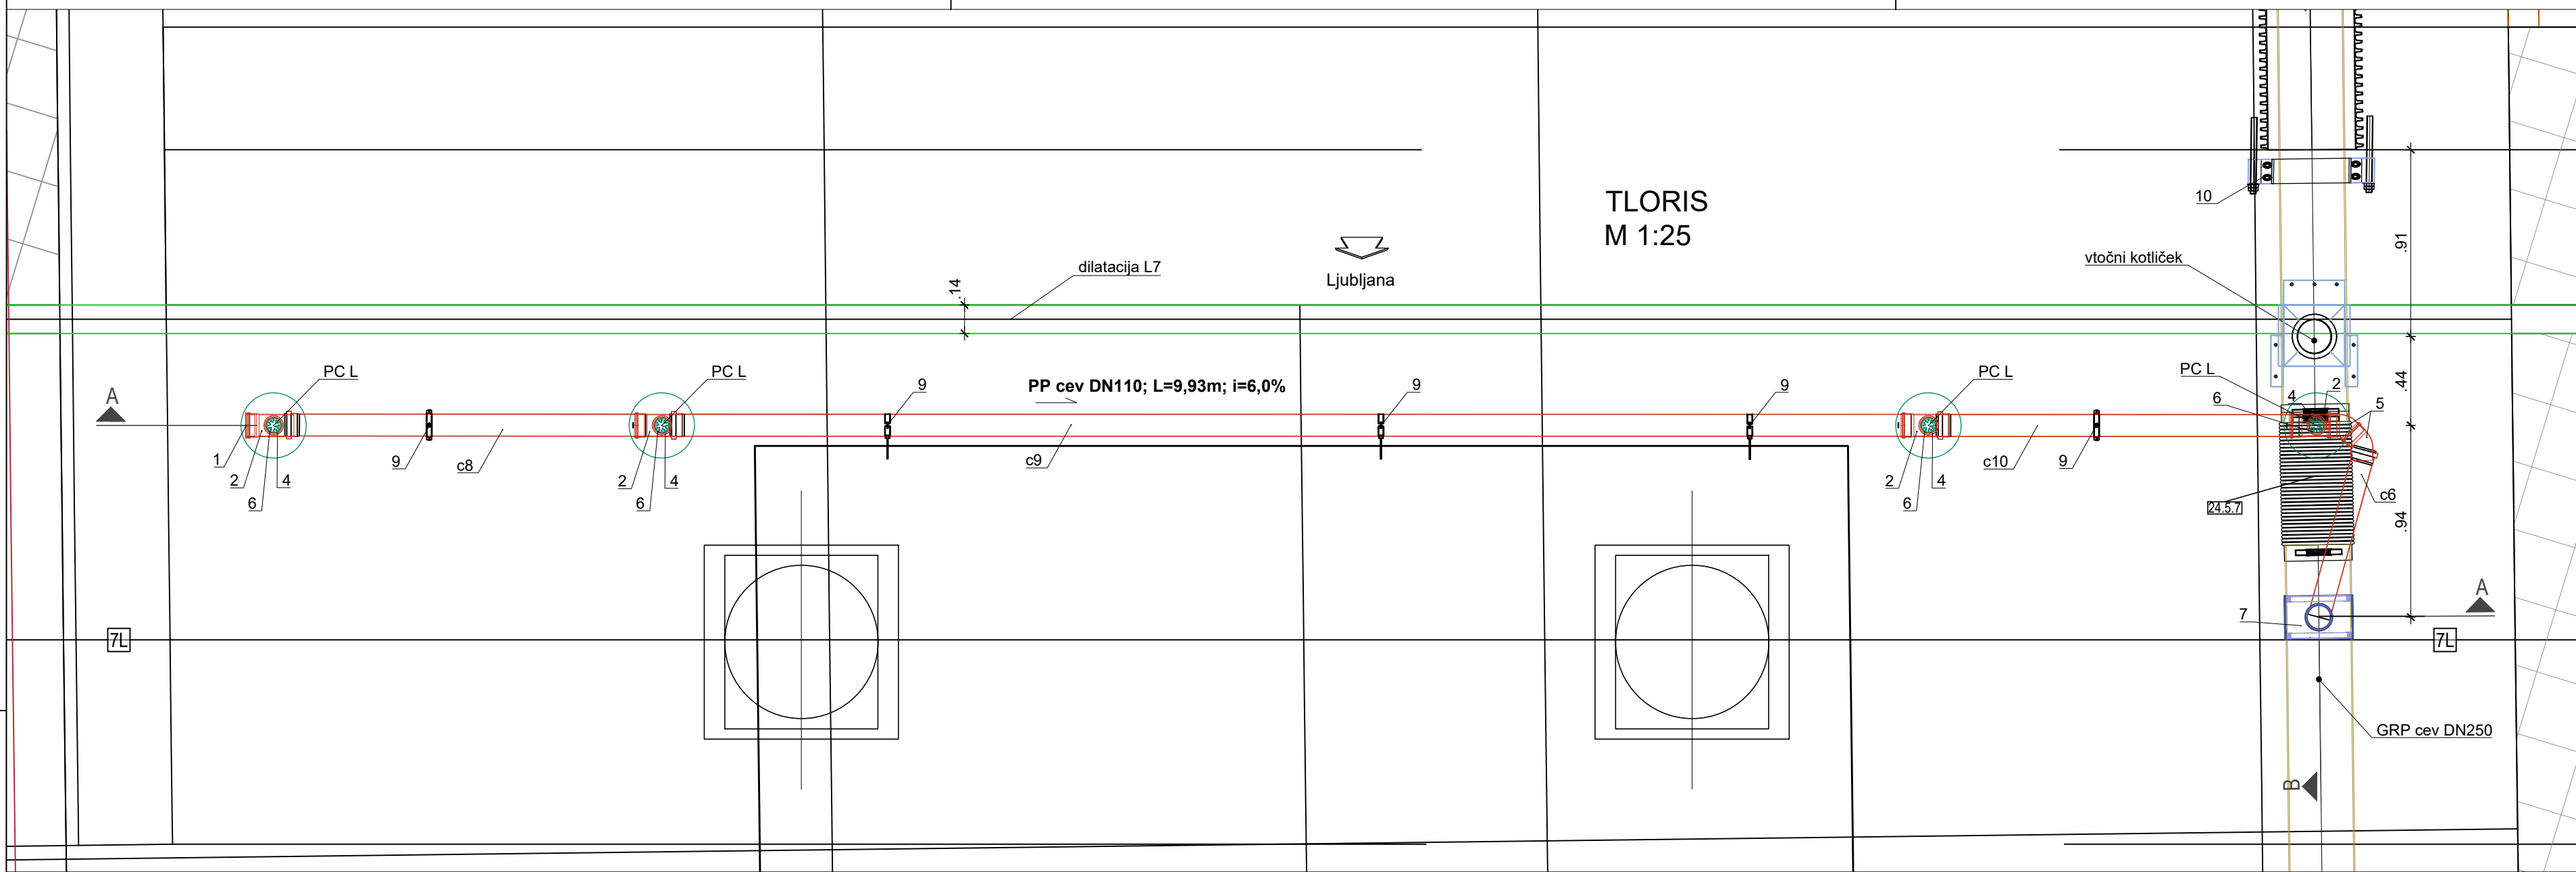 TLORIS
M 1:25
10
.91
dilatacija L7
Ljubljana
vtočni kotliček
.14
PC L
PC L
9
PP cev DN110; L=9,93m; i=6,0%
9
9
PC L
PC L
2
.44
A
4
6
5
1
2
6
4
9
c8
2
6
4
c9
2
6
4
c10
9
24.5.7
c6
.94
A
7
7L
7L
GRP cev DN250
B